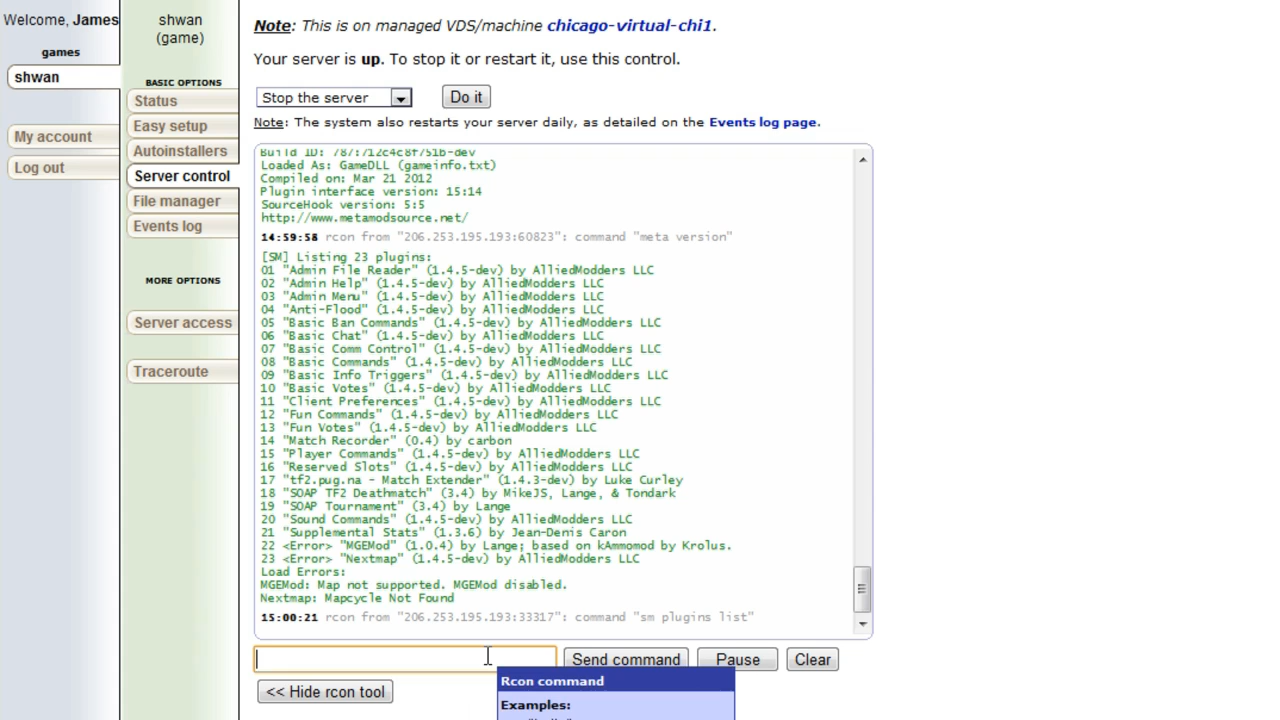 Welcome, James
games
shwan
My account
Log out
shwan
(game)
BASIC OPTIONS
Status
Easy setup
Autoinstallers
Server control
File manager
Events log
MORE OPTIONS
Server access
Traceroute
Note: This is on managed VDS/machine chicago-virtual-chi1.
Your server is up. To stop it or restart it, use this control.
Stop the server
Do it
Note: The system also restarts your server daily, as detailed on the Events log page.
Loaded As: GameDLL (gameinfo.txt)
Compiled on: Mar 21 2012
Plugin interface version: 15:14
SourceHook version: 5:5
http://www.metamodsource.net/
14:59:58 rcon from "206.253.195.193:60823": command "meta version"
[SM] Listing 23 plugins:
01 "Admin File Reader" (1.4.5-dev) by AlliedModders LLC
02 "Admin Help" (1.4.5-dev) by AlliedModders LLC
03 "Admin Menu" (1.4.5-dev) by AlliedModders LLC
04 "Anti-Flood" (1.4.5-dev) by AlliedModders LLC
05 "Basic Ban Commands" (1.4.5-dev) by AlliedModders LLC
06 "Basic Chat" (1.4.5-dev) by AlliedModders LLC
07 "Basic Comm Control" (1.4.5-dev) by AlliedModders LLC
08 "Basic Commands" (1.4.5-dev) by AlliedModders LLC
09 "Basic Info Triggers" (1.4.5-dev) by AlliedModders LLC
10 "Basic Votes" (1.4.5-dev) by AlliedModders LLC
11 "Client Preferences" (1.4.5-dev) by AlliedModders LLC
12 "Fun Commands" (1.4.5-dev) by AlliedModders LLC
13 "Fun Votes" (1.4.5-dev) by AlliedModders LLC
14 "Match Recorder" (0.4) by carbon
15 "Player Commands" (1.4.5-dev) by AlliedModders LLC
16 "Reserved Slots" (1.4.5-dev) by AlliedModders LLC
17 "tf2.pug.na - Match Extender" (1.4.3-dev) by Luke Curley
18 "SOAP TF2 Deathmatch" (3.4) by MikeJS, Lange, & Tondark
19 "SOAP Tournament" (3.4) by Lange
20 "Sound Commands" (1.4.5-dev) by AlliedModders LLC
21 "Supplemental Stats" (1.3.6) by Jean-Denis Caron
22 <Error> "MGEMod" (1.0.4) by Lange; based on kAmmomod by Krolus.
23 <Error> "Nextmap" (1.4.5-dev) by AlliedModders LLC
Load Errors:
MGEMod: Map not supported. MGEMod disabled.
Nextmap: Mapcycle Not Found
15:00:21 rcon from "206.253.195.193:33317": command "sm plugins list"
Send command
Pause
Clear
<< Hide rcon tool
Rcon command
Examples: